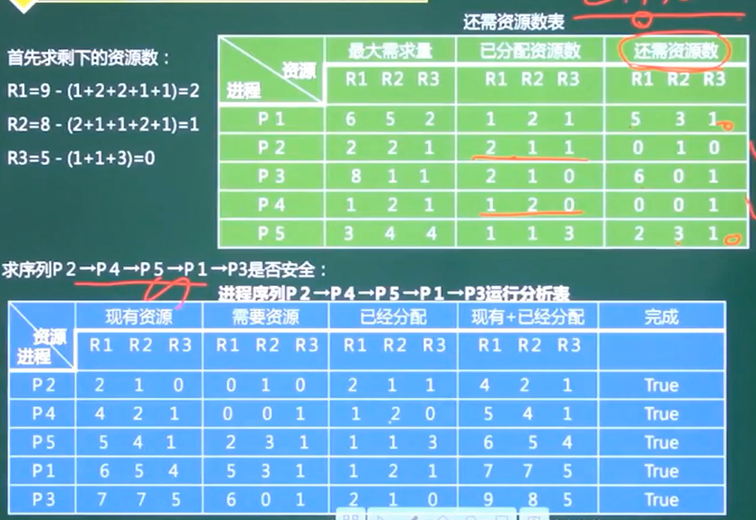 还需资源数表
首先求剩下的资源数：
R1=9 - (1+2+2+1+1)=2
R2=8 - (2+1+1+2+1)=1
R3=5 - (1+1+3)=0
资源 进程 最大需求量 已分配资源数 还需资源数
R1 R2 R3 R1 R2 R3 R1 R2 R3
P1 6 5 2 1 2 1 5 3 1
P2 2 2 1 2 1 1 0 1 0
P3 8 1 1 2 1 0 6 0 1
P4 1 2 1 1 2 0 0 0 1
P5 3 4 4 1 1 3 2 3 1
求序列P2→P4→P5→P1→P3是否安全：
进程序列P2→P4→P5→P1→P3运行分析表
资源 进程 现有资源 需要资源 已经分配 现有+已经分配 完成
R1 R2 R3 R1 R2 R3 R1 R2 R3 R1 R2 R3
P2 2 1 0 0 1 0 2 1 1 4 2 1 True
P4 4 2 1 0 0 1 1 2 0 5 4 1 True
P5 5 4 1 2 3 1 1 1 3 6 5 4 True
P1 6 5 4 5 3 1 1 2 1 7 7 5 True
P3 7 7 5 6 0 1 2 1 0 9 8 5 True